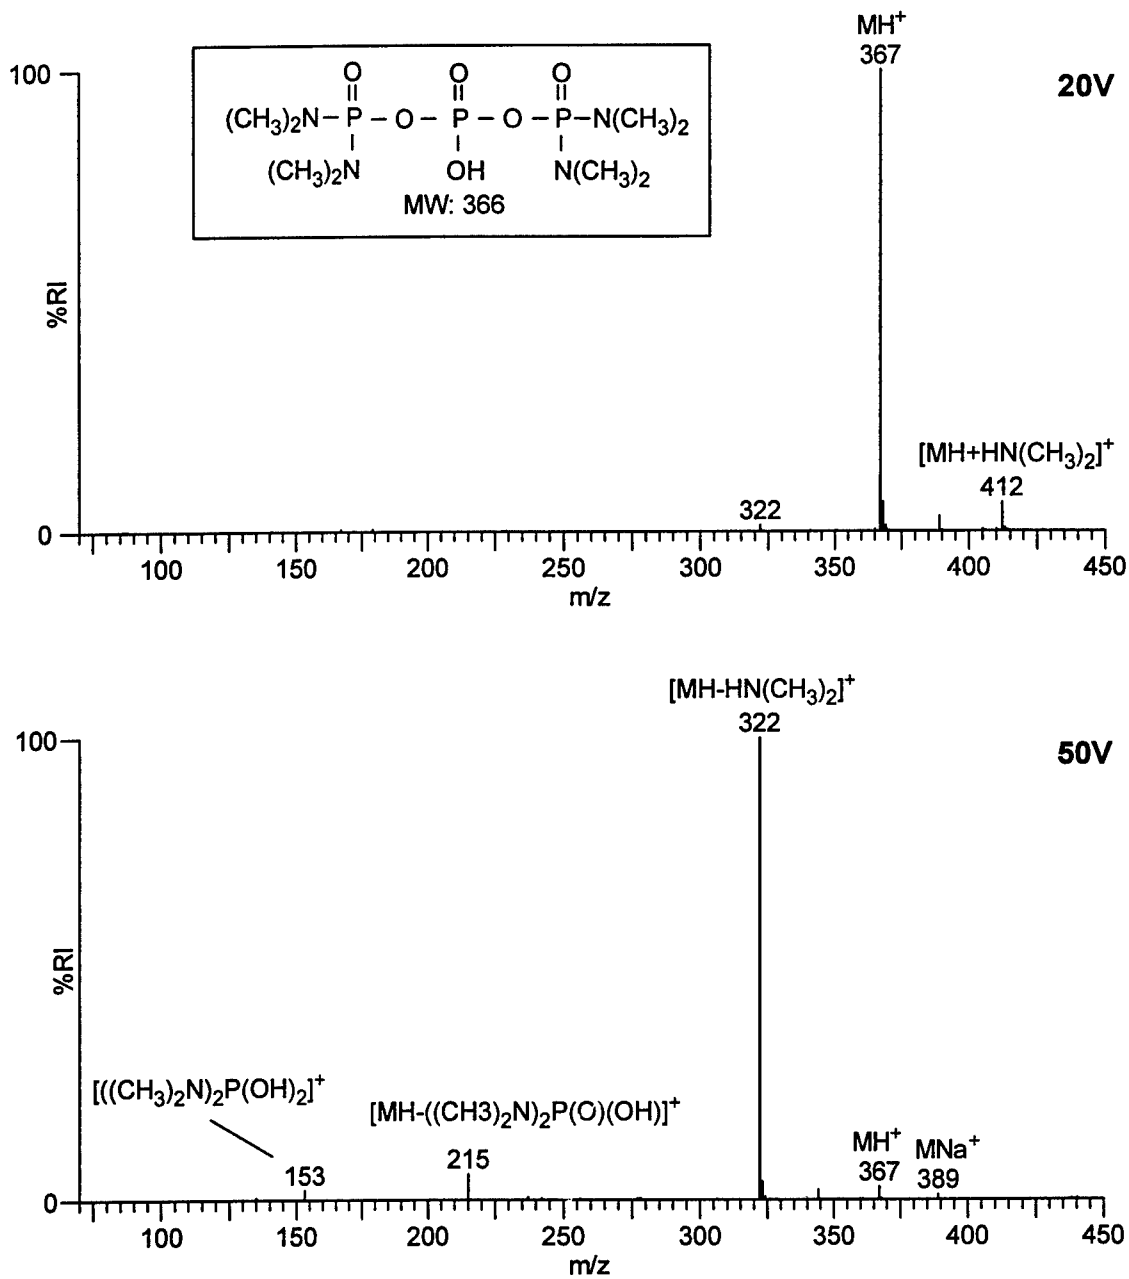 MH⁺
367
100
20V
O O O
(CH₃)₂N–P–O–P–O–P–N(CH₃)₂
(CH₃)₂N OH N(CH₃)₂
MW: 366
%RI
[MH+HN(CH₃)₂]⁺
412
322
0
100 150 200 250 300 350 400 450
m/z
[MH-HN(CH₃)₂]⁺
322
100
50V
%RI
[((CH₃)₂N)₂P(OH)₂]⁺
[MH-((CH3)₂N)₂P(O)(OH)]⁺
153
215
MH⁺
367
MNa⁺
389
0
100 150 200 250 300 350 400 450
m/z